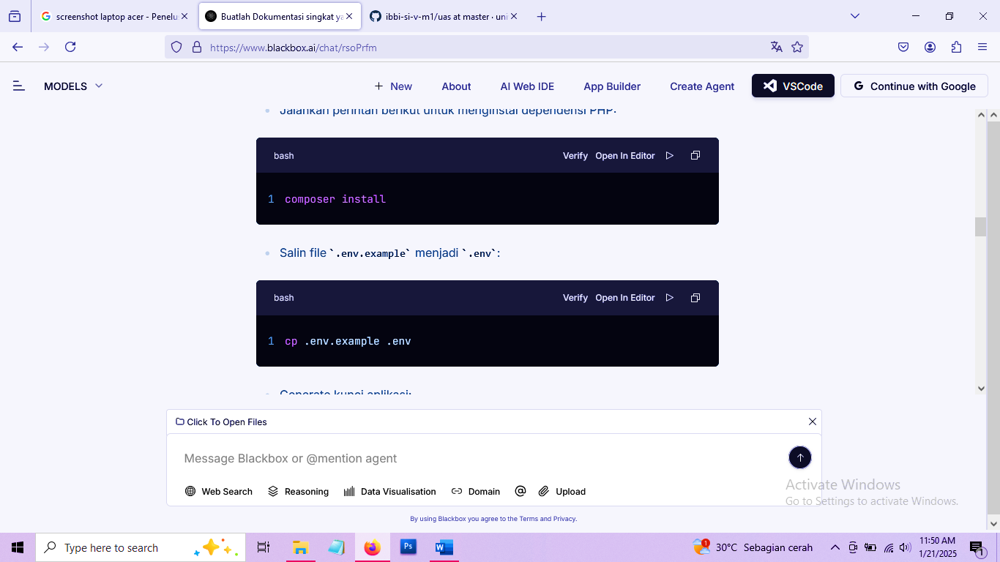 screenshot laptop acer - Penelu
Buatlah Dokumentasi singkat ya
ibbi-si-v-m1/uas at master · uni
https://www.blackbox.ai/chat/rsoPrfm
MODELS
New
About
AI Web IDE
App Builder
Create Agent
VSCode
Continue with Google
Jalankan perintah berikut untuk menginstal dependensi PHP:
bash
Verify Open In Editor
1 composer install
Salin file `.env.example` menjadi `.env`:
bash
Verify Open In Editor
1 cp .env.example .env
Generate kunci aplikasi:
Click To Open Files
Message Blackbox or @mention agent
Web Search
Reasoning
Data Visualisation
Domain
Upload
Activate Windows
Go to Settings to activate Windows.
By using Blackbox you agree to the Terms and Privacy.
Type here to search
Ps
W
1
30°C Sebagian cerah
11:50 AM
1/21/2025
1